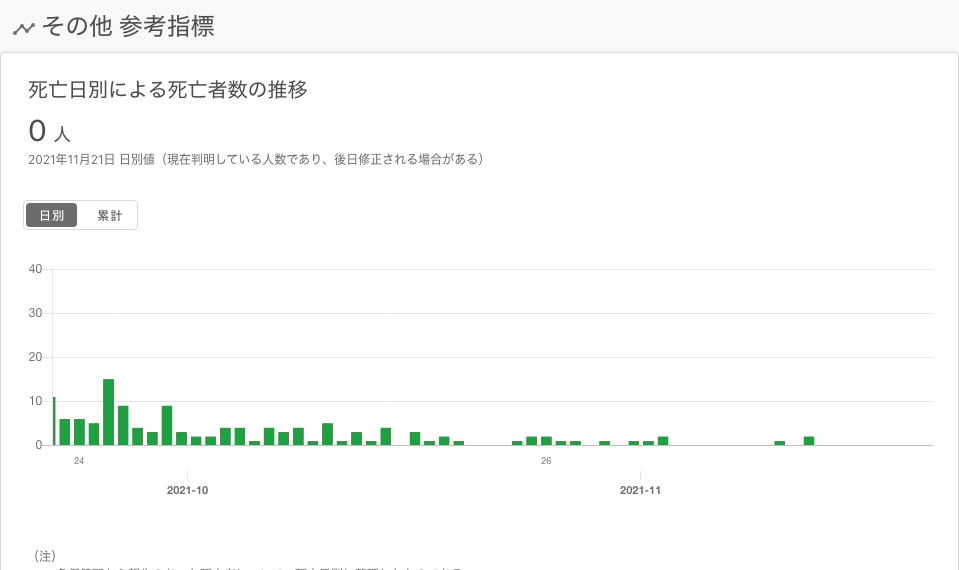 その他 参考指標
死亡日別による死亡者数の推移
0 人
2021年11月21日 日別値（現在判明している人数であり、後日修正される場合がある）
日別 累計
40
30
20
10
0
24 26
2021-10 2021-11
（注）